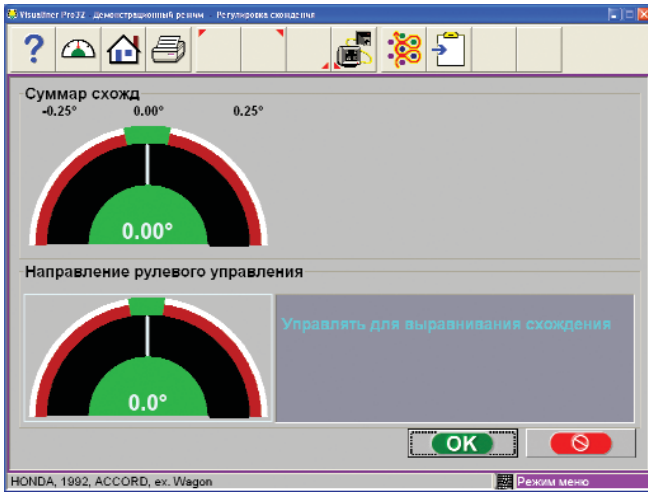 Visualiner Pro32 Демонстрационный режим - Регулировка схождения
?
Суммар схожд
-0.25° 0.00° 0.25°
0.00°
Направление рулевого управления
Управлять для выравнивания схождения
0.0°
OK
HONDA, 1992, ACCORD, ex. Wagon
Режим меню